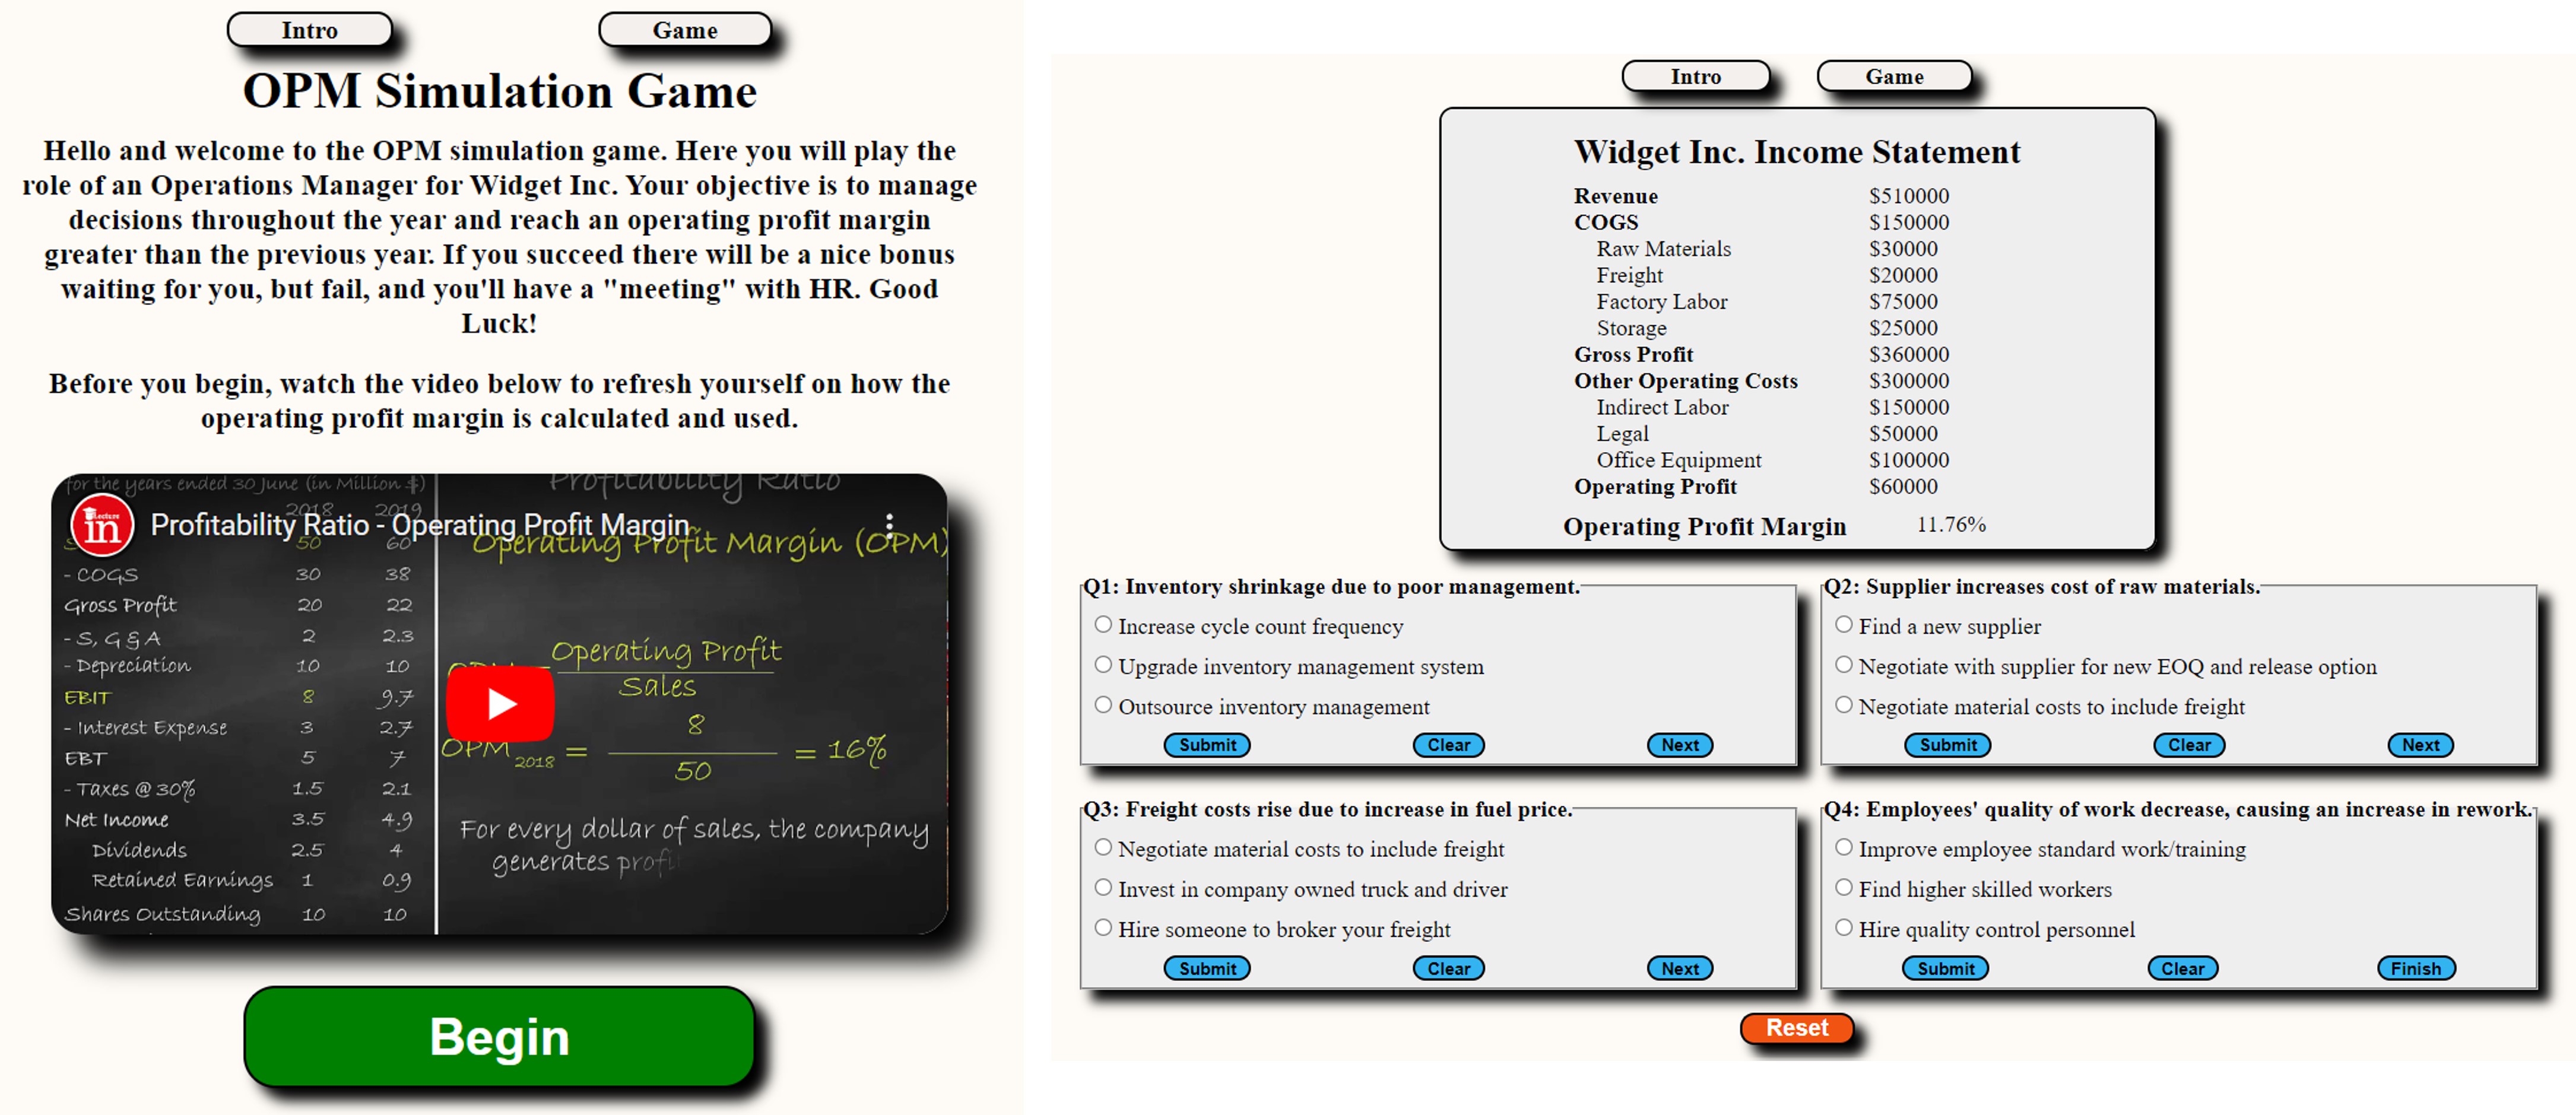 Intro
Game
OPM Simulation Game
Hello and welcome to the OPM simulation game. Here you will play the
role of an Operations Manager for Widget Inc. Your objective is to manage
decisions throughout the year and reach an operating profit margin
greater than the previous year. If you succeed there will be a nice bonus
waiting for you, but fail, and you'll have a "meeting" with HR. Good
Luck!
Before you begin, watch the video below to refresh yourself on how the
operating profit margin is calculated and used.
for the years ended 30 June (in Million $)
2018 2019
Lecture
in
Profitability Ratio - Operating Profit Margin
50 60
- COGS 30 38
Gross Profit 20 22
- S, G & A 2 2.3
- Depreciation 10 10
EBIT 8 9.7
- Interest Expense 3 2.7
EBT 5 7
- Taxes @ 30% 1.5 2.1
Net Income 3.5 4.9
Dividends 2.5 4
Retained Earnings 1 0.9
Shares Outstanding 10 10
Profitability Ratio
Operating Profit Margin (OPM)
Operating Profit
Sales
8
OPM 2018 = = 16%
50
For every dollar of sales, the company
generates profi
Begin
Intro
Game
Widget Inc. Income Statement
Revenue $510000
COGS $150000
Raw Materials $30000
Freight $20000
Factory Labor $75000
Storage $25000
Gross Profit $360000
Other Operating Costs $300000
Indirect Labor $150000
Legal $50000
Office Equipment $100000
Operating Profit $60000
Operating Profit Margin 11.76%
Q1: Inventory shrinkage due to poor management.
Increase cycle count frequency
Upgrade inventory management system
Outsource inventory management
Submit Clear Next
Q2: Supplier increases cost of raw materials.
Find a new supplier
Negotiate with supplier for new EOQ and release option
Negotiate material costs to include freight
Submit Clear Next
Q3: Freight costs rise due to increase in fuel price.
Negotiate material costs to include freight
Invest in company owned truck and driver
Hire someone to broker your freight
Submit Clear Next
Q4: Employees' quality of work decrease, causing an increase in rework.
Improve employee standard work/training
Find higher skilled workers
Hire quality control personnel
Submit Clear Finish
Reset